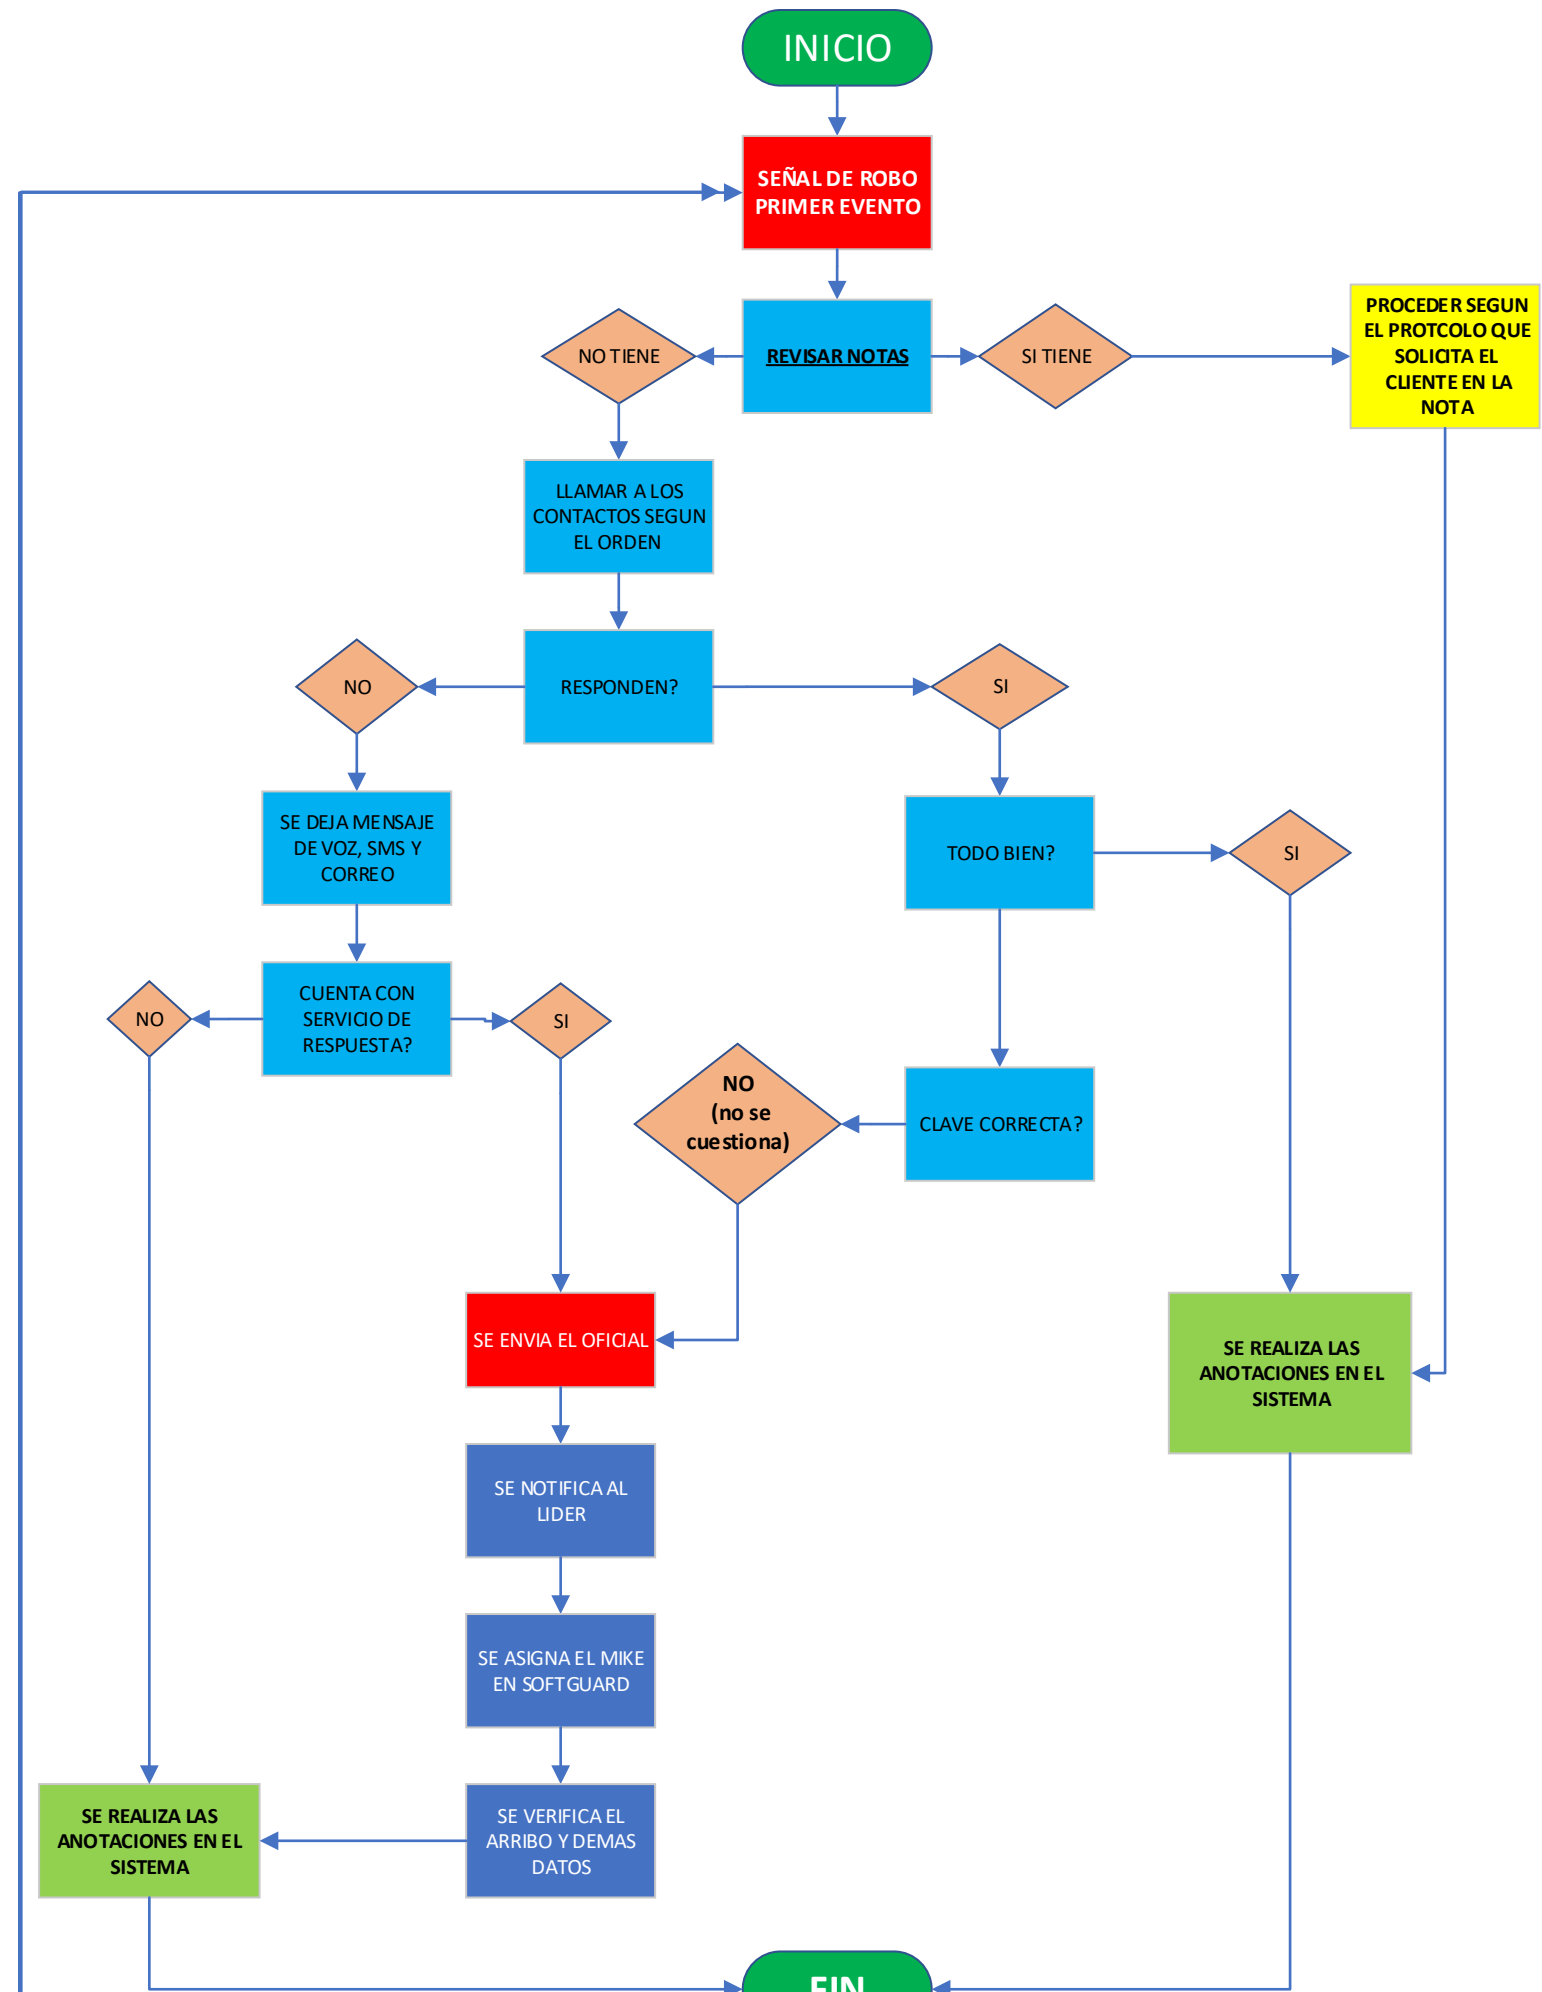 INICIO
SEÑAL DE ROBO
PRIMER EVENTO
NO TIENE
REVISAR NOTAS
SI TIENE
PROCEDER SEGUN
EL PROTCOLO QUE
SOLICITA EL
CLIENTE EN LA
NOTA
LLAMAR A LOS
CONTACTOS SEGUN
EL ORDEN
NO
RESPONDEN?
SI
SE DEJA MENSAJE
DE VOZ, SMS Y
CORREO
TODO BIEN?
SI
NO
CUENTA CON
SERVICIO DE
RESPUESTA?
SI
NO
(no se
cuestiona)
CLAVE CORRECTA?
SE ENVIA EL OFICIAL
SE REALIZA LAS
ANOTACIONES EN EL
SISTEMA
SE NOTIFICA AL
LIDER
SE ASIGNA EL MIKE
EN SOFTGUARD
SE REALIZA LAS
ANOTACIONES EN EL
SISTEMA
SE VERIFICA EL
ARRIBO Y DEMAS
DATOS
FIN